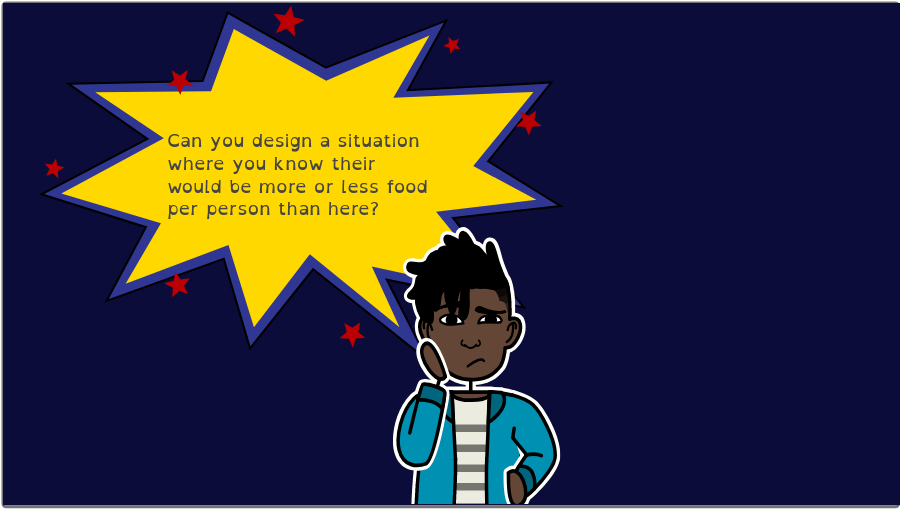 Can you design a situation
where you know their
would be more or less food
per person than here?